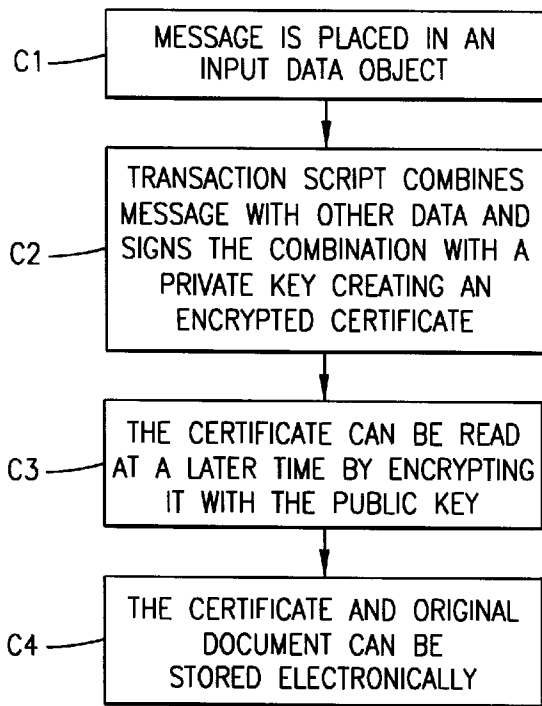 C1
MESSAGE IS PLACED IN AN
INPUT DATA OBJECT
C2
TRANSACTION SCRIPT COMBINES
MESSAGE WITH OTHER DATA AND
SIGNS THE COMBINATION WITH A
PRIVATE KEY CREATING AN
ENCRYPTED CERTIFICATE
C3
THE CERTIFICATE CAN BE READ
AT A LATER TIME BY ENCRYPTING
IT WITH THE PUBLIC KEY
C4
THE CERTIFICATE AND ORIGINAL
DOCUMENT CAN BE
STORED ELECTRONICALLY